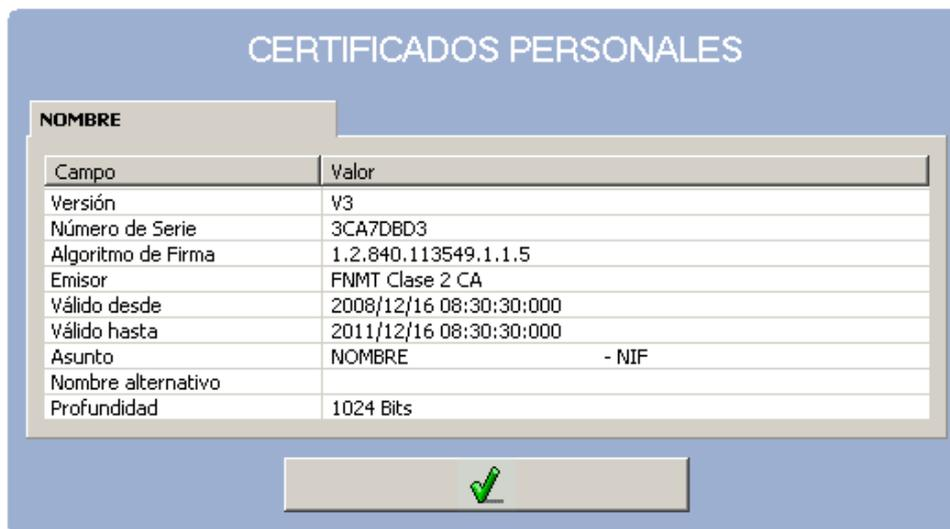 CERTIFICADOS PERSONALES
NOMBRE
Campo Valor
Versión V3
Número de Serie 3CA7DBD3
Algoritmo de Firma 1.2.840.113549.1.1.5
Emisor FNMT Clase 2 CA
Válido desde 2008/12/16 08:30:30:000
Válido hasta 2011/12/16 08:30:30:000
Asunto NOMBRE - NIF
Nombre alternativo
Profundidad 1024 Bits